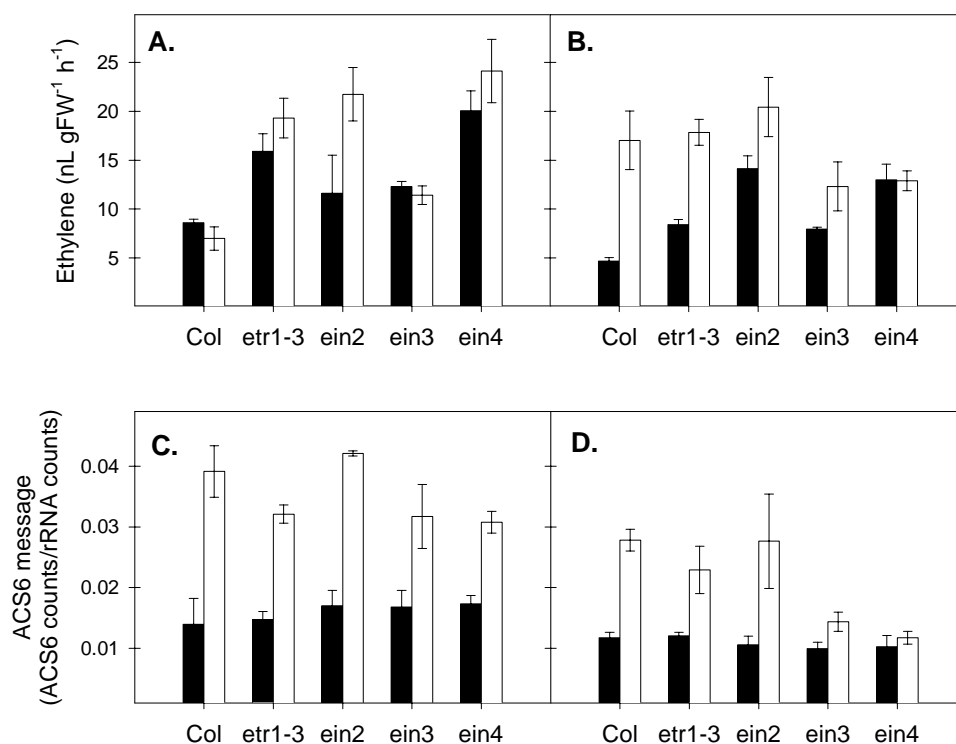 A.
B.
Ethylene (nL gFW⁻¹ h⁻¹)
25
20
15
10
5
Col etr1-3 ein2 ein3 ein4 Col etr1-3 ein2 ein3 ein4
C.
D.
ACS6 message
(ACS6 counts/rRNA counts)
0.04
0.03
0.02
0.01
Col etr1-3 ein2 ein3 ein4 Col etr1-3 ein2 ein3 ein4